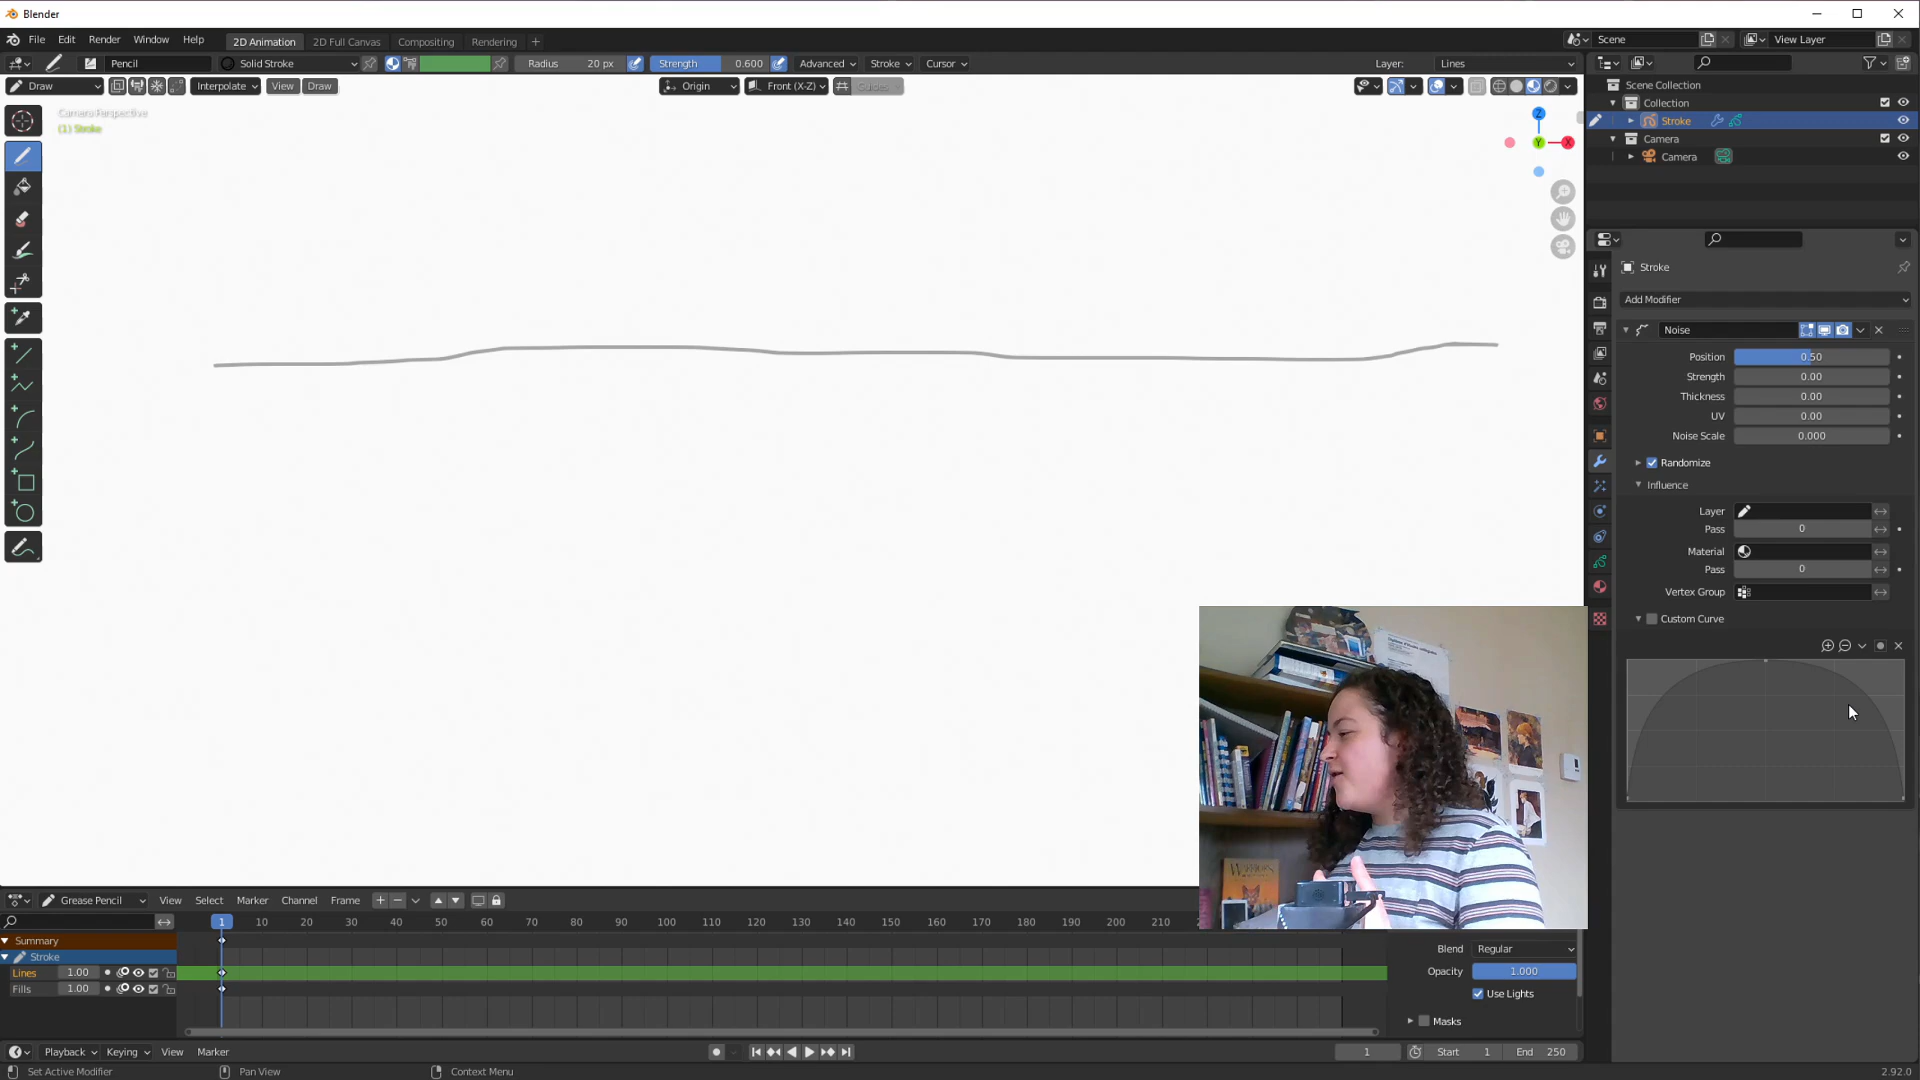 Blender
File Edit Render Window Help 2D Animation 2D Full Canvas Compositing Rendering + Scene View Layer
Pencil Solid Stroke Radius 20 px Strength 0.600 Advanced Stroke Cursor Layer: Lines
Draw Interpolate View Draw Origin Front (X-Z) Guides
Camera Perspective
(1) Stroke
Z
Y
X
Scene Collection
Collection
Stroke
Camera
Camera
Stroke
Add Modifier
Noise
Position 0.50
Strength 0.00
Thickness 0.00
UV 0.00
Noise Scale 0.000
Randomize
Influence
Layer
Pass 0
Material
Pass 0
Vertex Group
Custom Curve
WARRIORS
Grease Pencil View Select Marker Channel Frame
1 10 20 30 40 50 60 70 80 90 100 110 120 130 140 150 160 170 180 190 200 210
Summary
Stroke
Lines 1.00
Fills 1.00
Blend Regular
Opacity 1.000
Use Lights
Masks
Playback Keying View Marker 1 Start 1 End 250
Set Active Modifier Pan View Context Menu 2.92.0